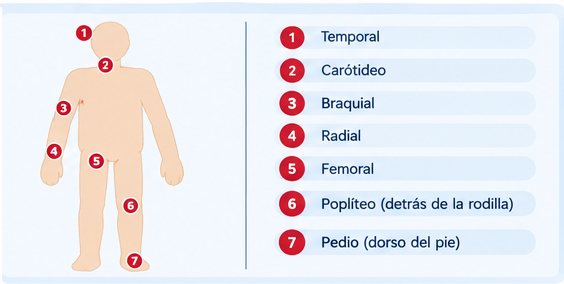 1
2
3
4
5
6
7
1 Temporal
2 Carótideo
3 Braquial
4 Radial
5 Femoral
6 Poplíteo (detrás de la rodilla)
7 Pedio (dorso del pie)